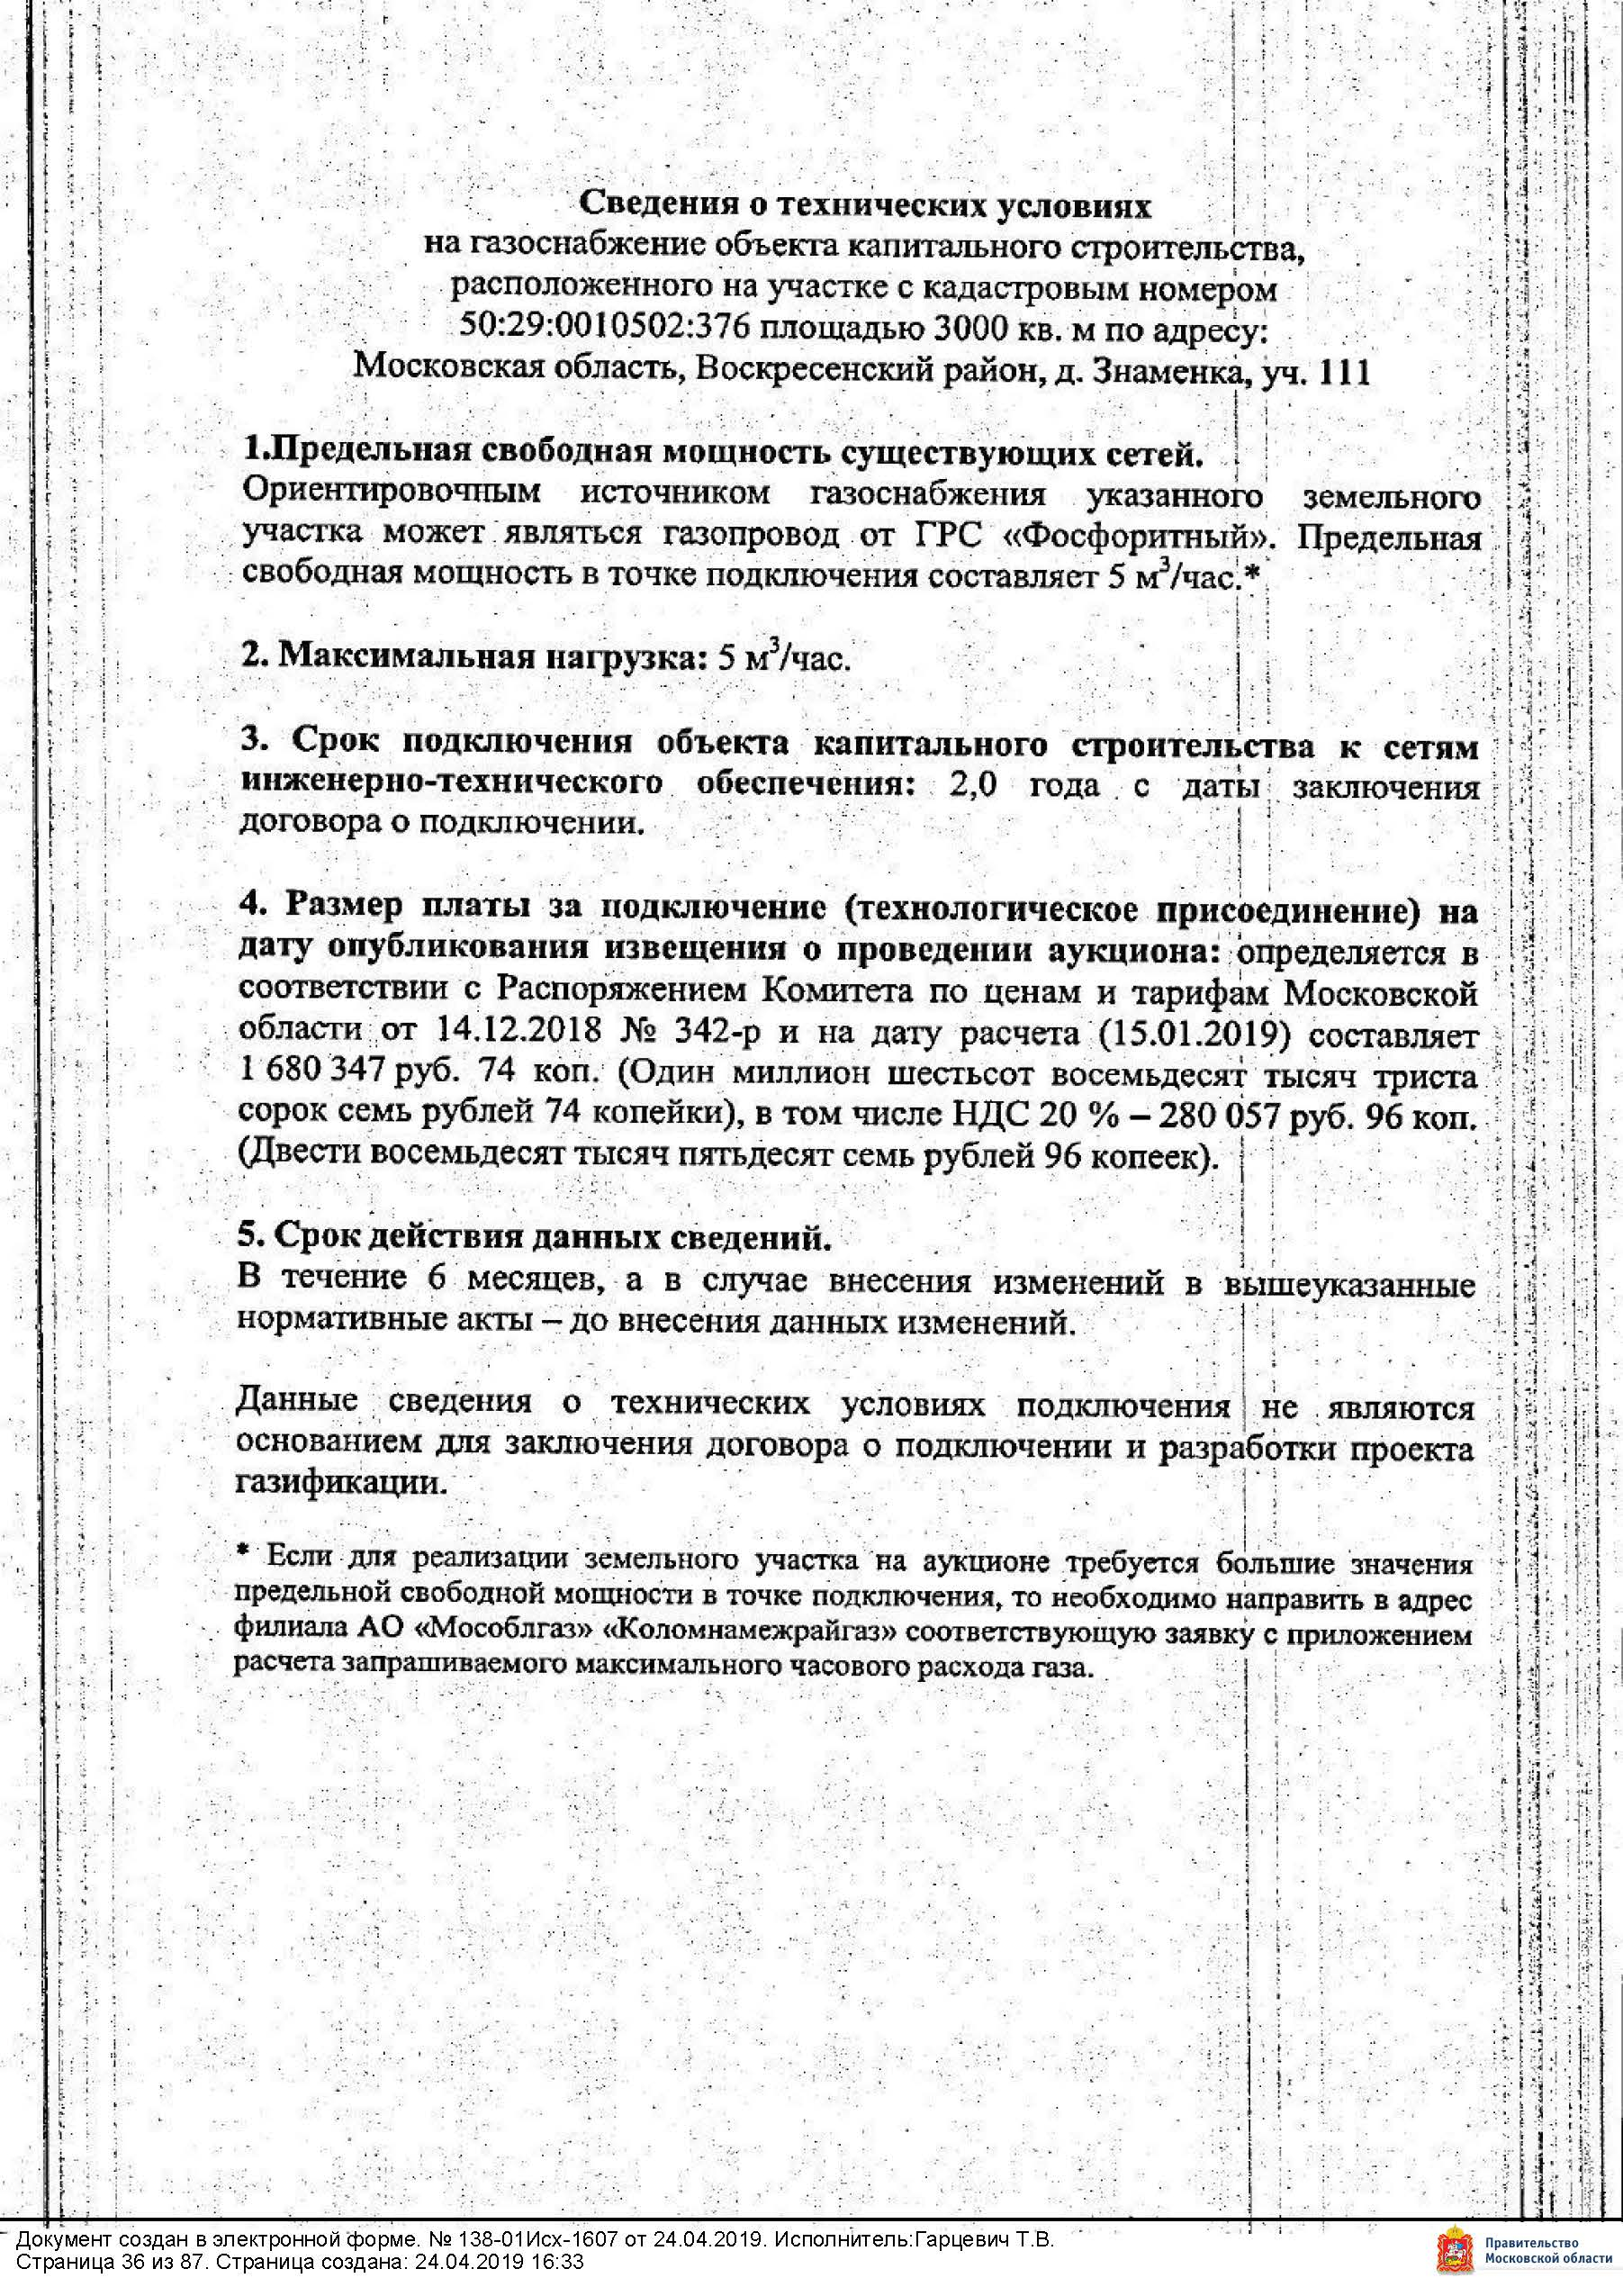 Сведения о технических условиях
на газоснабжение объекта капитального строительства,
расположенного на участке с кадастровым номером
50:29:0010502:376 площадью 3000 кв. м по адресу:
Московская область, Воскресенский район, д. Знаменка, уч. 111
1.Предельная свободная мощность существующих сетей.
Ориентировочным источником газоснабжения указанного земельного
участка может являться газопровод от ГРС «Фосфоритный». Предельная
свободная мощность в точке подключения составляет 5 м³/час.*
2. Максимальная нагрузка: 5 м³/час.
3. Срок подключения объекта капитального строительства к сетям
инженерно-технического обеспечения: 2,0 года с даты заключения
договора о подключении.
4. Размер платы за подключение (технологическое присоединение) на
дату опубликования извещения о проведении аукциона: определяется в
соответствии с Распоряжением Комитета по ценам и тарифам Московской
области от 14.12.2018 № 342-р и на дату расчета (15.01.2019) составляет
1 680 347 руб. 74 коп. (Один миллион шестьсот восемьдесят тысяч триста
сорок семь рублей 74 копейки), в том числе НДС 20 % – 280 057 руб. 96 коп.
(Двести восемьдесят тысяч пятьдесят семь рублей 96 копеек).
5. Срок действия данных сведений.
В течение 6 месяцев, а в случае внесения изменений в вышеуказанные
нормативные акты – до внесения данных изменений.
Данные сведения о технических условиях подключения не являются
основанием для заключения договора о подключении и разработки проекта
газификации.
* Если для реализации земельного участка на аукционе требуется большие значения
предельной свободной мощности в точке подключения, то необходимо направить в адрес
филиала АО «Мособлгаз» «Коломнамежрайгаз» соответствующую заявку с приложением
расчета запрашиваемого максимального часового расхода газа.
Документ создан в электронной форме. № 138-01Исх-1607 от 24.04.2019. Исполнитель:Гарцевич Т.В.
Страница 36 из 87. Страница создана: 24.04.2019 16:33
Правительство
Московской области